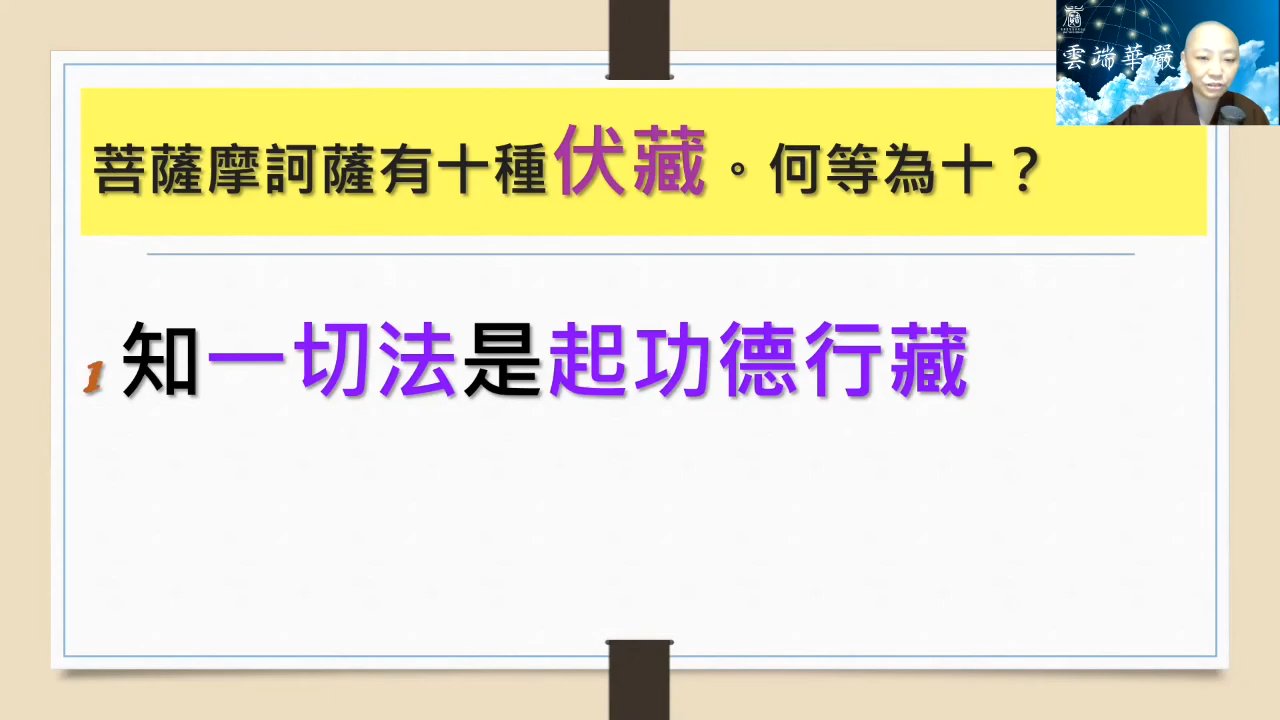 雲端華嚴
菩薩摩訶薩有十種伏藏。何等為十？
1 知一切法是起功德行藏